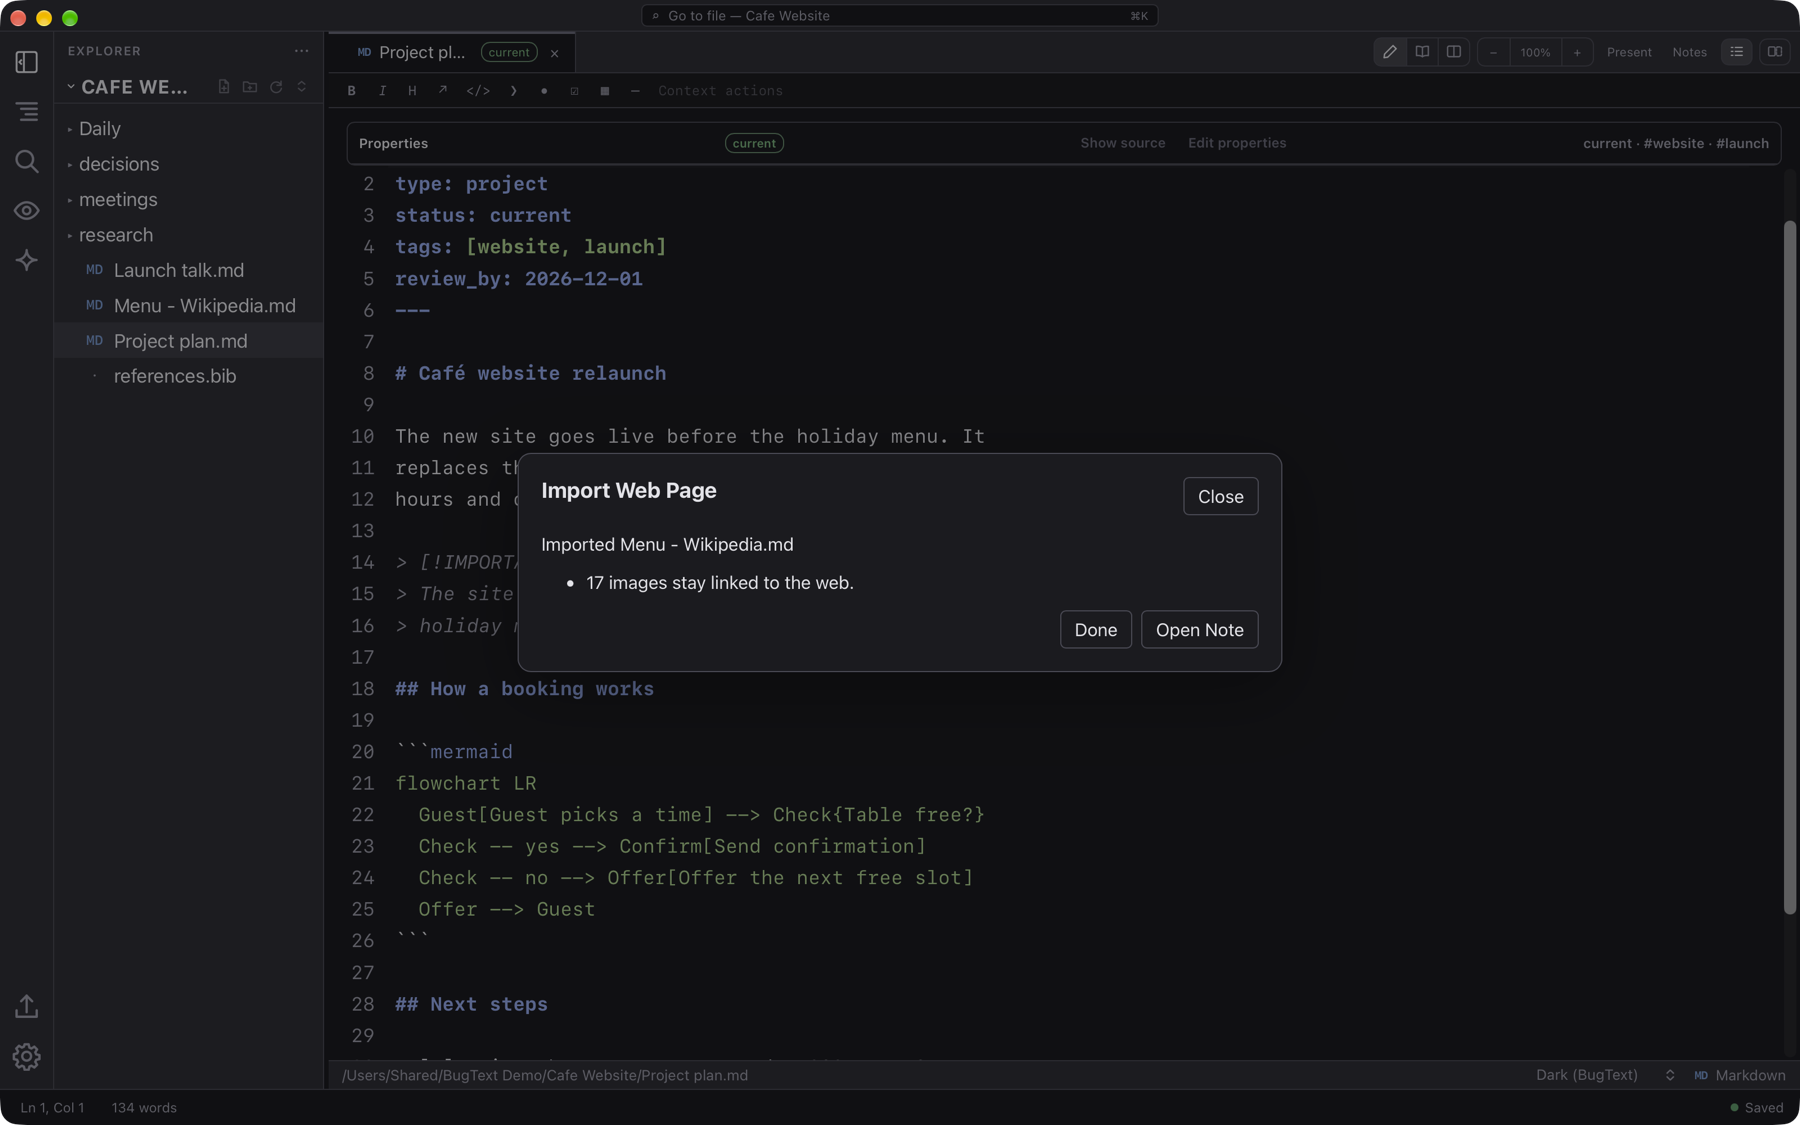 Go to file — Cafe Website ⌘K
EXPLORER ···
CAFE WE...
Daily
decisions
meetings
research
MD Launch talk.md
MD Menu - Wikipedia.md
MD Project plan.md
references.bib
MD Project pl... current ×
− 100% + Present Notes
B I H ↗ </> ❯ ● ☑ ■ — Context actions
Properties current Show source Edit properties current · #website · #launch
2 type: project
3 status: current
4 tags: [website, launch]
5 review_by: 2026-12-01
6 ---
7
8 # Café website relaunch
9
10 The new site goes live before the holiday menu. It
11 replaces
12 hours and
13
14 > [!IMPORT
15 > The site
16 > holiday
17
18 ## How a booking works
19
20 ```mermaid
21 flowchart LR
22 Guest[Guest picks a time] --> Check{Table free?}
23 Check -- yes --> Confirm[Send confirmation]
24 Check -- no --> Offer[Offer the next free slot]
25 Offer --> Guest
26 ```
27
28 ## Next steps
29
Import Web Page
Close
Imported Menu - Wikipedia.md
• 17 images stay linked to the web.
Done Open Note
/Users/Shared/BugText Demo/Cafe Website/Project plan.md Dark (BugText) MD Markdown
Ln 1, Col 1 134 words Saved